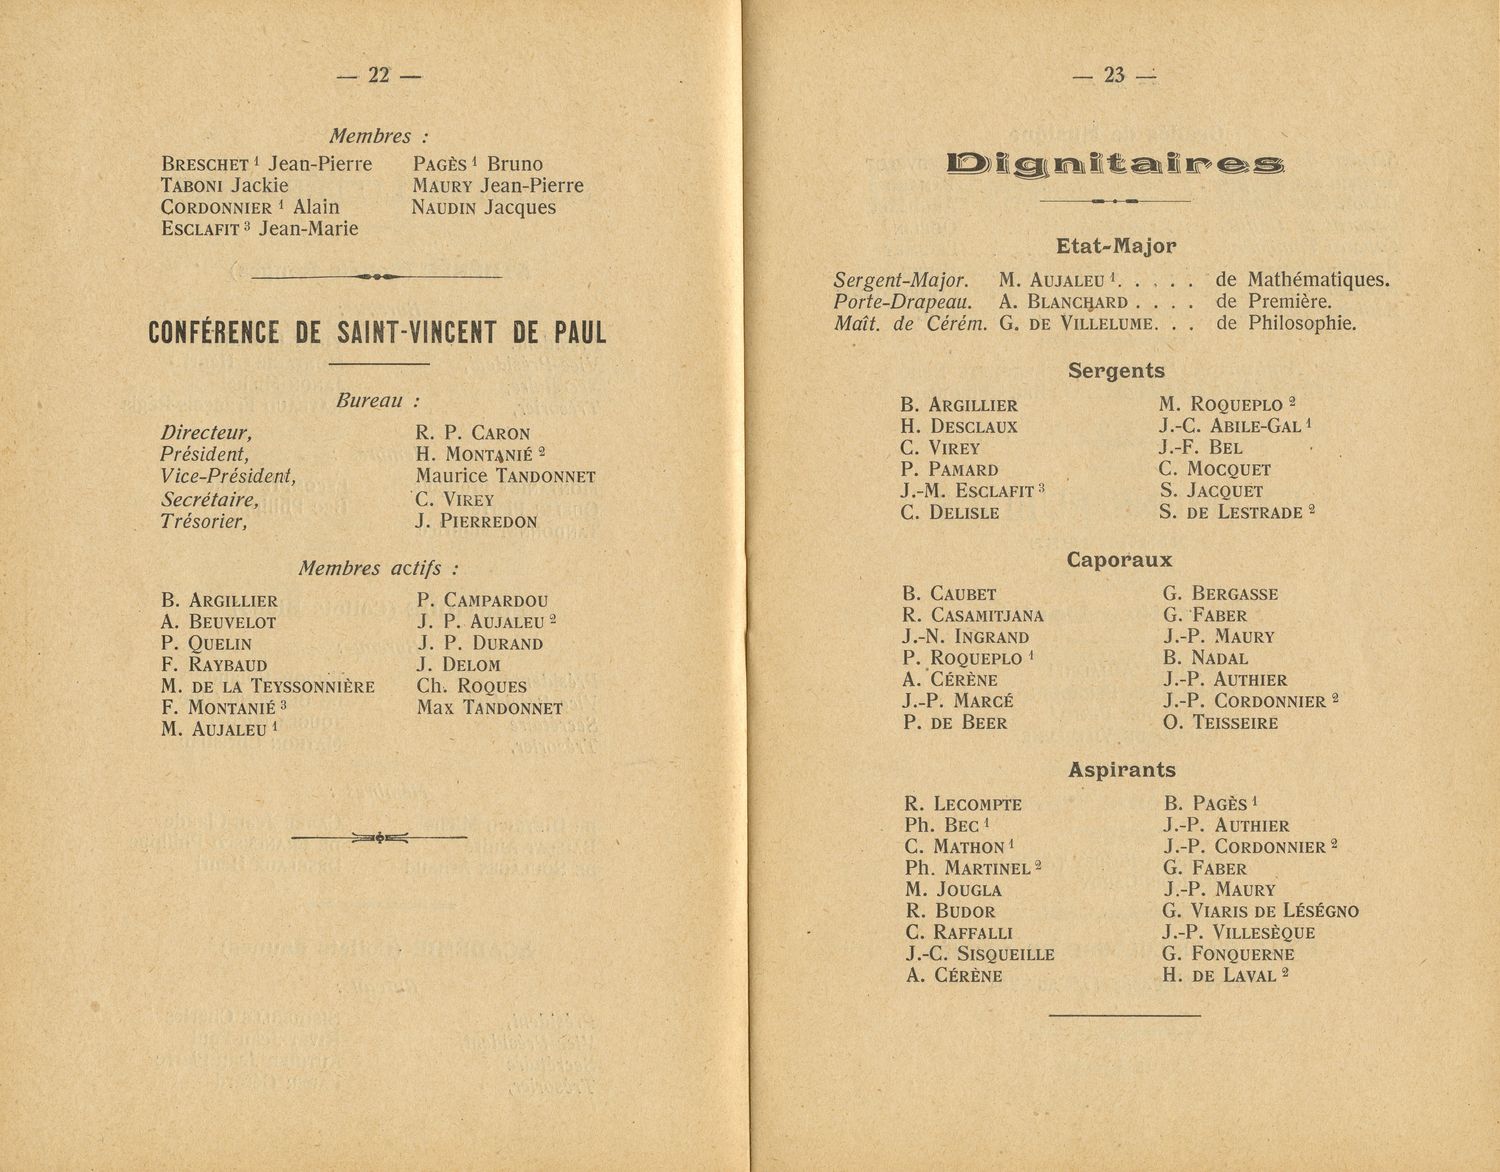 — 22 —
Membres :
BRESCHET ¹ Jean-Pierre
TABONI Jackie
CORDONNIER ¹ Alain
ESCLAFIT ³ Jean-Marie
PAGÈS ¹ Bruno
MAURY Jean-Pierre
NAUDIN Jacques
CONFÉRENCE DE SAINT-VINCENT DE PAUL
Bureau :
Directeur, R. P. CARON
Président, H. MONTANIÉ ²
Vice-Président, Maurice TANDONNET
Secrétaire, C. VIREY
Trésorier, J. PIERREDON
Membres actifs :
B. ARGILLIER
A. BEUVELOT
P. QUELIN
F. RAYBAUD
M. DE LA TEYSSONNIÈRE
F. MONTANIÉ ³
M. AUJALEU ¹
P. CAMPARDOU
J. P. AUJALEU ²
J. P. DURAND
J. DELOM
Ch. ROQUES
Max TANDONNET
— 23 —
Dignitaires
Etat-Major
Sergent-Major. M. AUJALEU ¹. . . . . de Mathématiques.
Porte-Drapeau. A. BLANCHARD . . . . de Première.
Maît. de Cérém. G. DE VILLELUME. . . de Philosophie.
Sergents
B. ARGILLIER
H. DESCLAUX
C. VIREY
P. PAMARD
J.-M. ESCLAFIT ³
C. DELISLE
M. ROQUEPLO ²
J.-C. ABILE-GAL ¹
J.-F. BEL
C. MOCQUET
S. JACQUET
S. DE LESTRADE ²
Caporaux
B. CAUBET
R. CASAMITJANA
J.-N. INGRAND
P. ROQUEPLO ¹
A. CÉRÈNE
J.-P. MARCÉ
P. DE BEER
G. BERGASSE
G. FABER
J.-P. MAURY
B. NADAL
J.-P. AUTHIER
J.-P. CORDONNIER ²
O. TEISSEIRE
Aspirants
R. LECOMPTE
Ph. BEC ¹
C. MATHON ¹
Ph. MARTINEL ²
M. JOUGLA
R. BUDOR
C. RAFFALLI
J.-C. SISQUEILLE
A. CÉRÈNE
B. PAGÈS ¹
J.-P. AUTHIER
J.-P. CORDONNIER ²
G. FABER
J.-P. MAURY
G. VIARIS DE LÉSÉGNO
J.-P. VILLESÈQUE
G. FONQUERNE
H. DE LAVAL ²